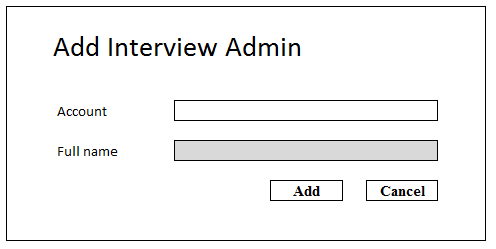 Add Interview Admin
Account
Full name
Add Cancel